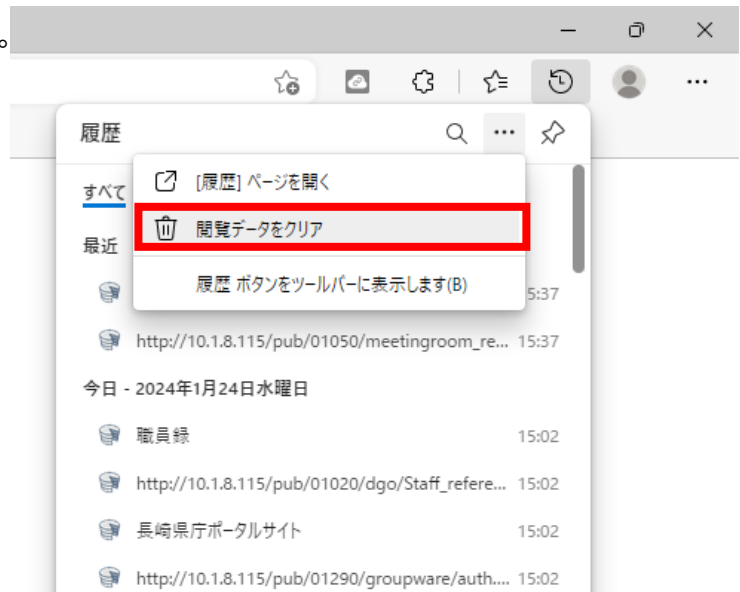 。
履歴
[履歴] ページを開く
すべて
閲覧データをクリア
最近
履歴 ボタンをツールバーに表示します(B)
5:37
http://10.1.8.115/pub/01050/meetingroom_re... 15:37
今日 - 2024年1月24日水曜日
職員録 15:02
http://10.1.8.115/pub/01020/dgo/Staff_refere... 15:02
長崎県庁ポータルサイト 15:02
http://10.1.8.115/pub/01290/groupware/auth.... 15:02